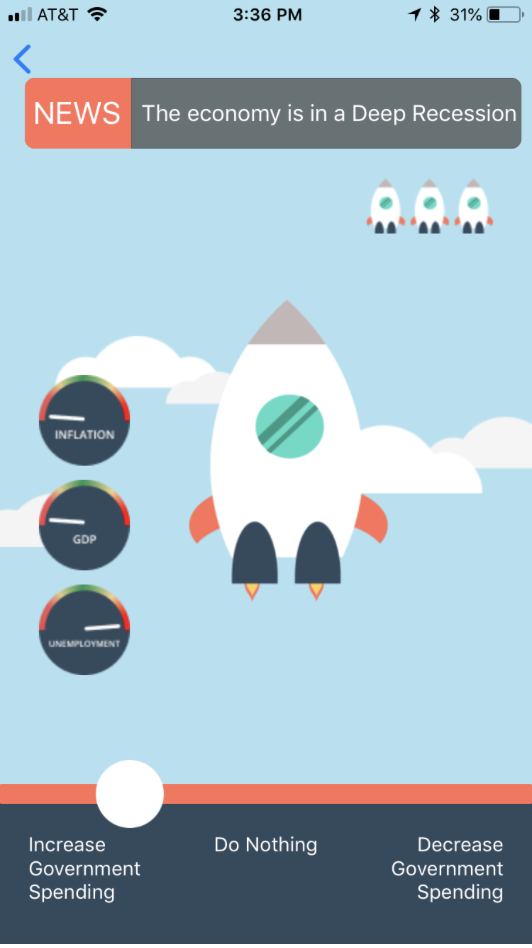 AT&T 3:36 PM 31%
NEWS The economy is in a Deep Recession
INFLATION
GDP
UNEMPLOYMENT
Increase Government Spending
Do Nothing
Decrease Government Spending